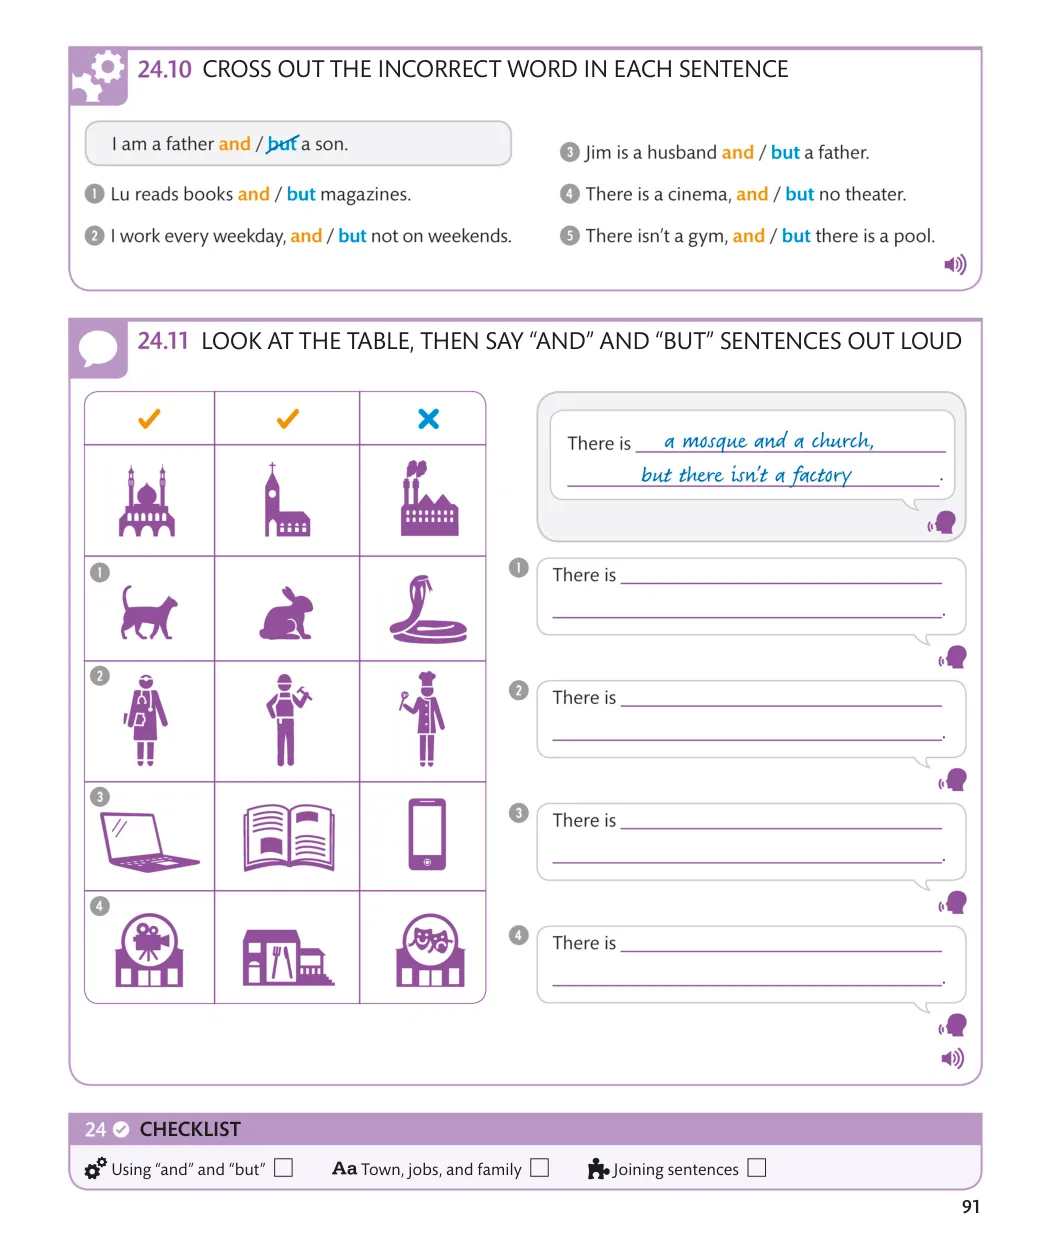 24.10 CROSS OUT THE INCORRECT WORD IN EACH SENTENCE
I am a father and / but a son.
1 Lu reads books and / but magazines.
2 I work every weekday, and / but not on weekends.
3 Jim is a husband and / but a father.
4 There is a cinema, and / but no theater.
5 There isn't a gym, and / but there is a pool.
24.11 LOOK AT THE TABLE, THEN SAY “AND” AND “BUT” SENTENCES OUT LOUD
There is a mosque and a church,
but there isn't a factory.
1
2
3
4
1 There is
.
2 There is
.
3 There is
.
4 There is
.
24 CHECKLIST
Using “and” and “but” Aa Town, jobs, and family Joining sentences
91